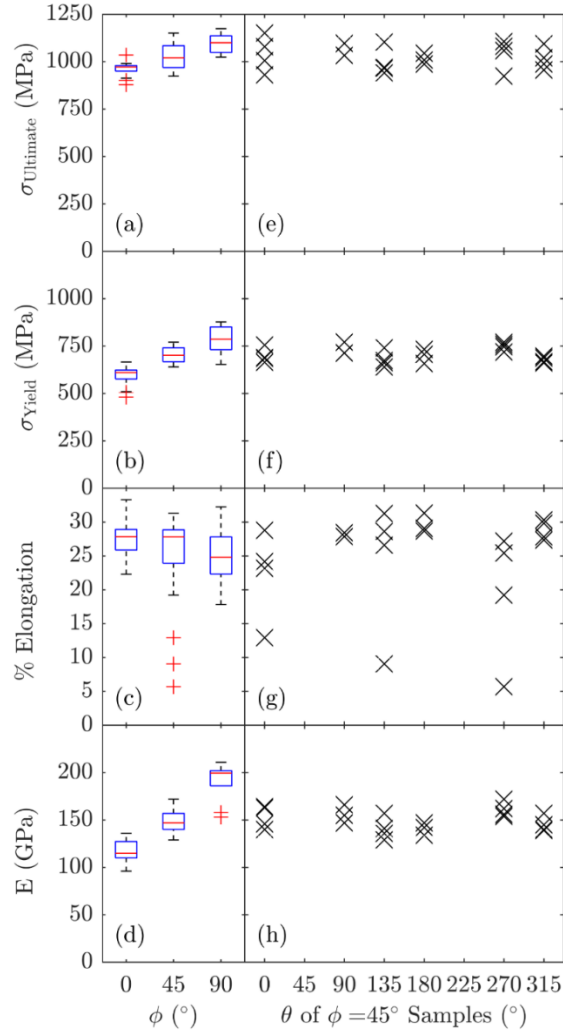 1250
1000
750
500
250
0
σUltimate (MPa)
(a)
(e)
1000
750
500
250
0
σYield (MPa)
(b)
(f)
30
25
20
15
10
5
0
% Elongation
(c)
(g)
200
150
100
50
0
E (GPa)
(d)
(h)
0 45 90
0 45 90 135 180 225 270 315
ϕ (°)
θ of ϕ =45° Samples (°)